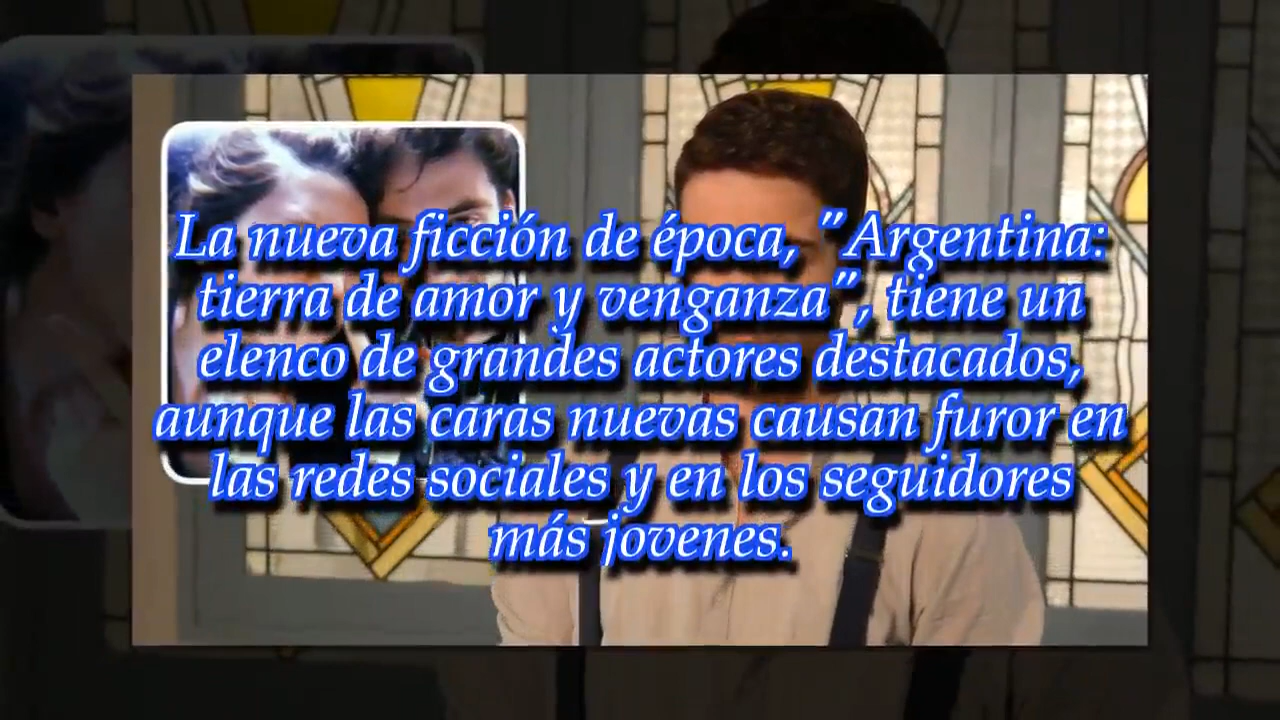 La nueva ficción de época, "Argentina:
tierra de amor y venganza", tiene un
elenco de grandes actores destacados,
aunque las caras nuevas causan furor en
las redes sociales y en los seguidores
más jovenes.